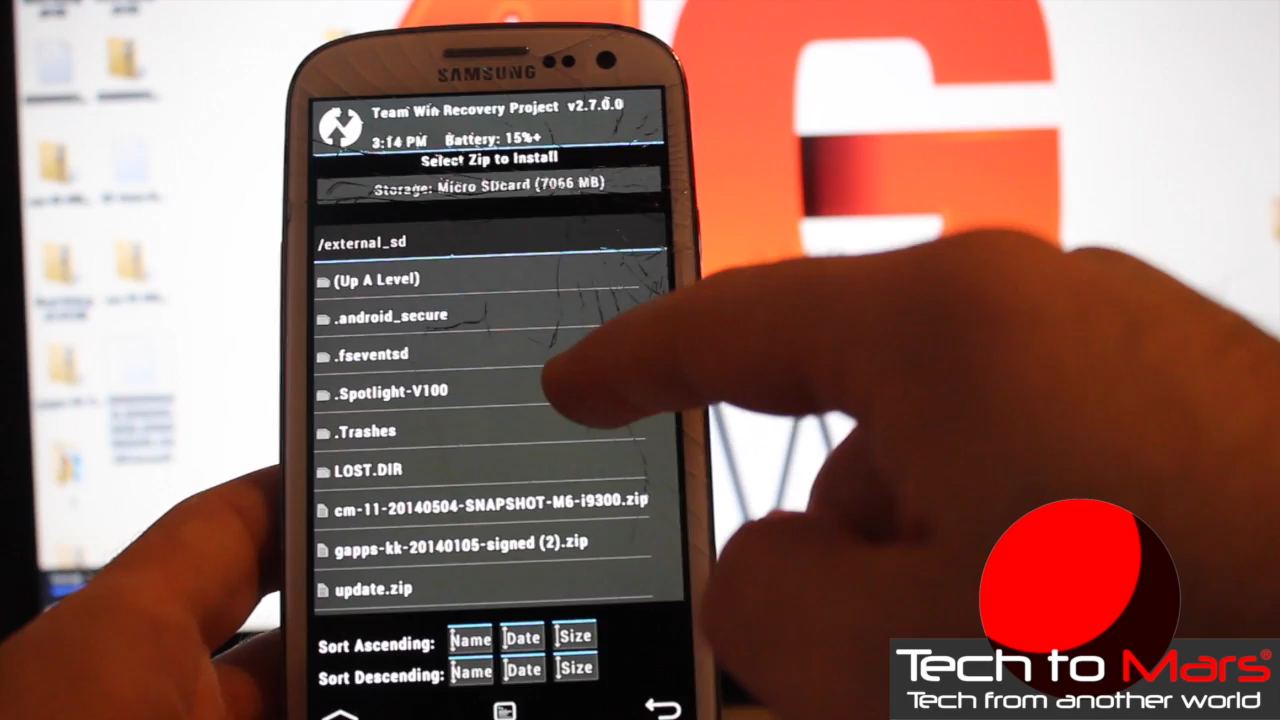 SAMSUNG
Team Win Recovery Project v2.7.0.0
3:14 PM Battery: 15%+
Select Zip to Install
Storage: Micro SDcard (7066 MB)
/external_sd
(Up A Level)
.android_secure
.fseventsd
.Spotlight-V100
.Trashes
LOST.DIR
cm-11-20140504-SNAPSHOT-M6-i9300.zip
gapps-kk-20140105-signed (2).zip
update.zip
Sort Ascending: Name Date Size
Sort Descending: Name Date Size
Tech to Mars®
Tech from another world